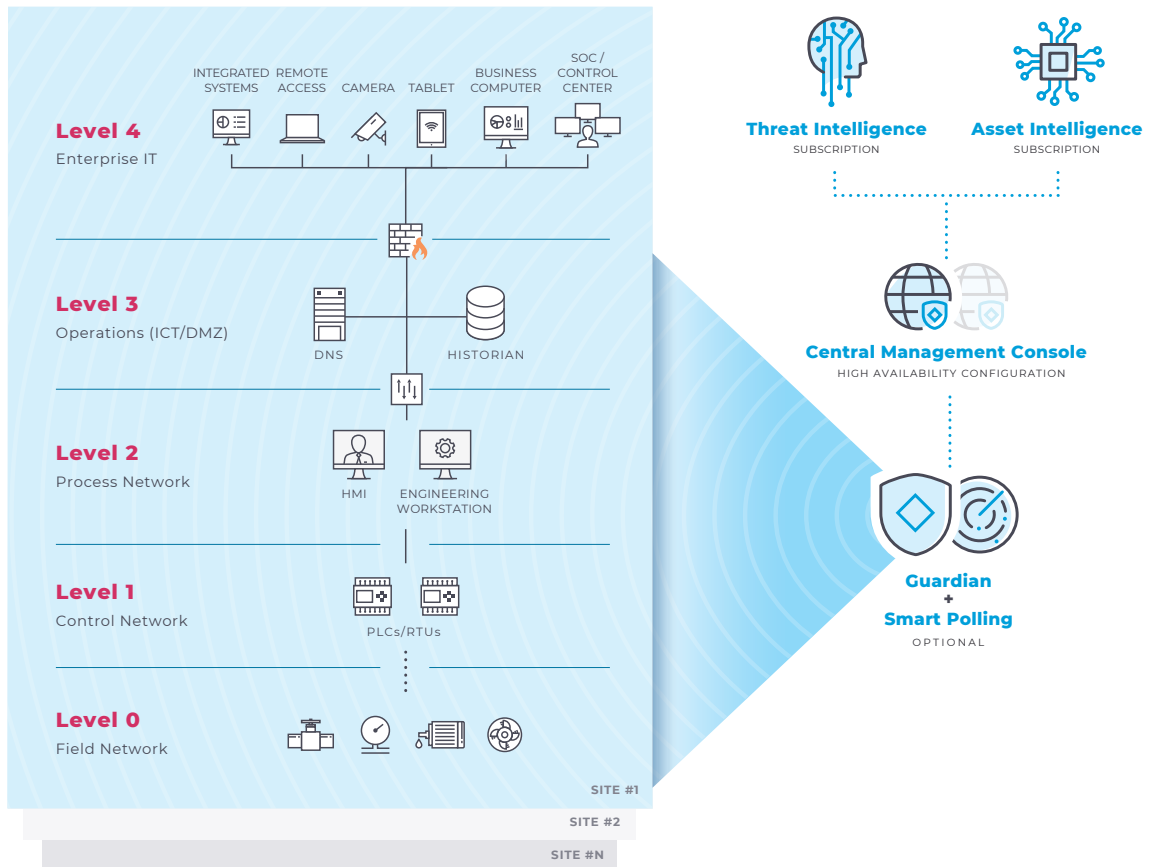 INTEGRATED
SYSTEMS
REMOTE
ACCESS
CAMERA
TABLET
BUSINESS
COMPUTER
SOC /
CONTROL
CENTER
Level 4
Enterprise IT
Level 3
Operations (ICT/DMZ)
DNS
HISTORIAN
Level 2
Process Network
HMI
ENGINEERING
WORKSTATION
Level 1
Control Network
PLCs/RTUs
Level 0
Field Network
SITE #1
SITE #2
SITE #N
Threat Intelligence
SUBSCRIPTION
Asset Intelligence
SUBSCRIPTION
Central Management Console
HIGH AVAILABILITY CONFIGURATION
Guardian
+
Smart Polling
OPTIONAL